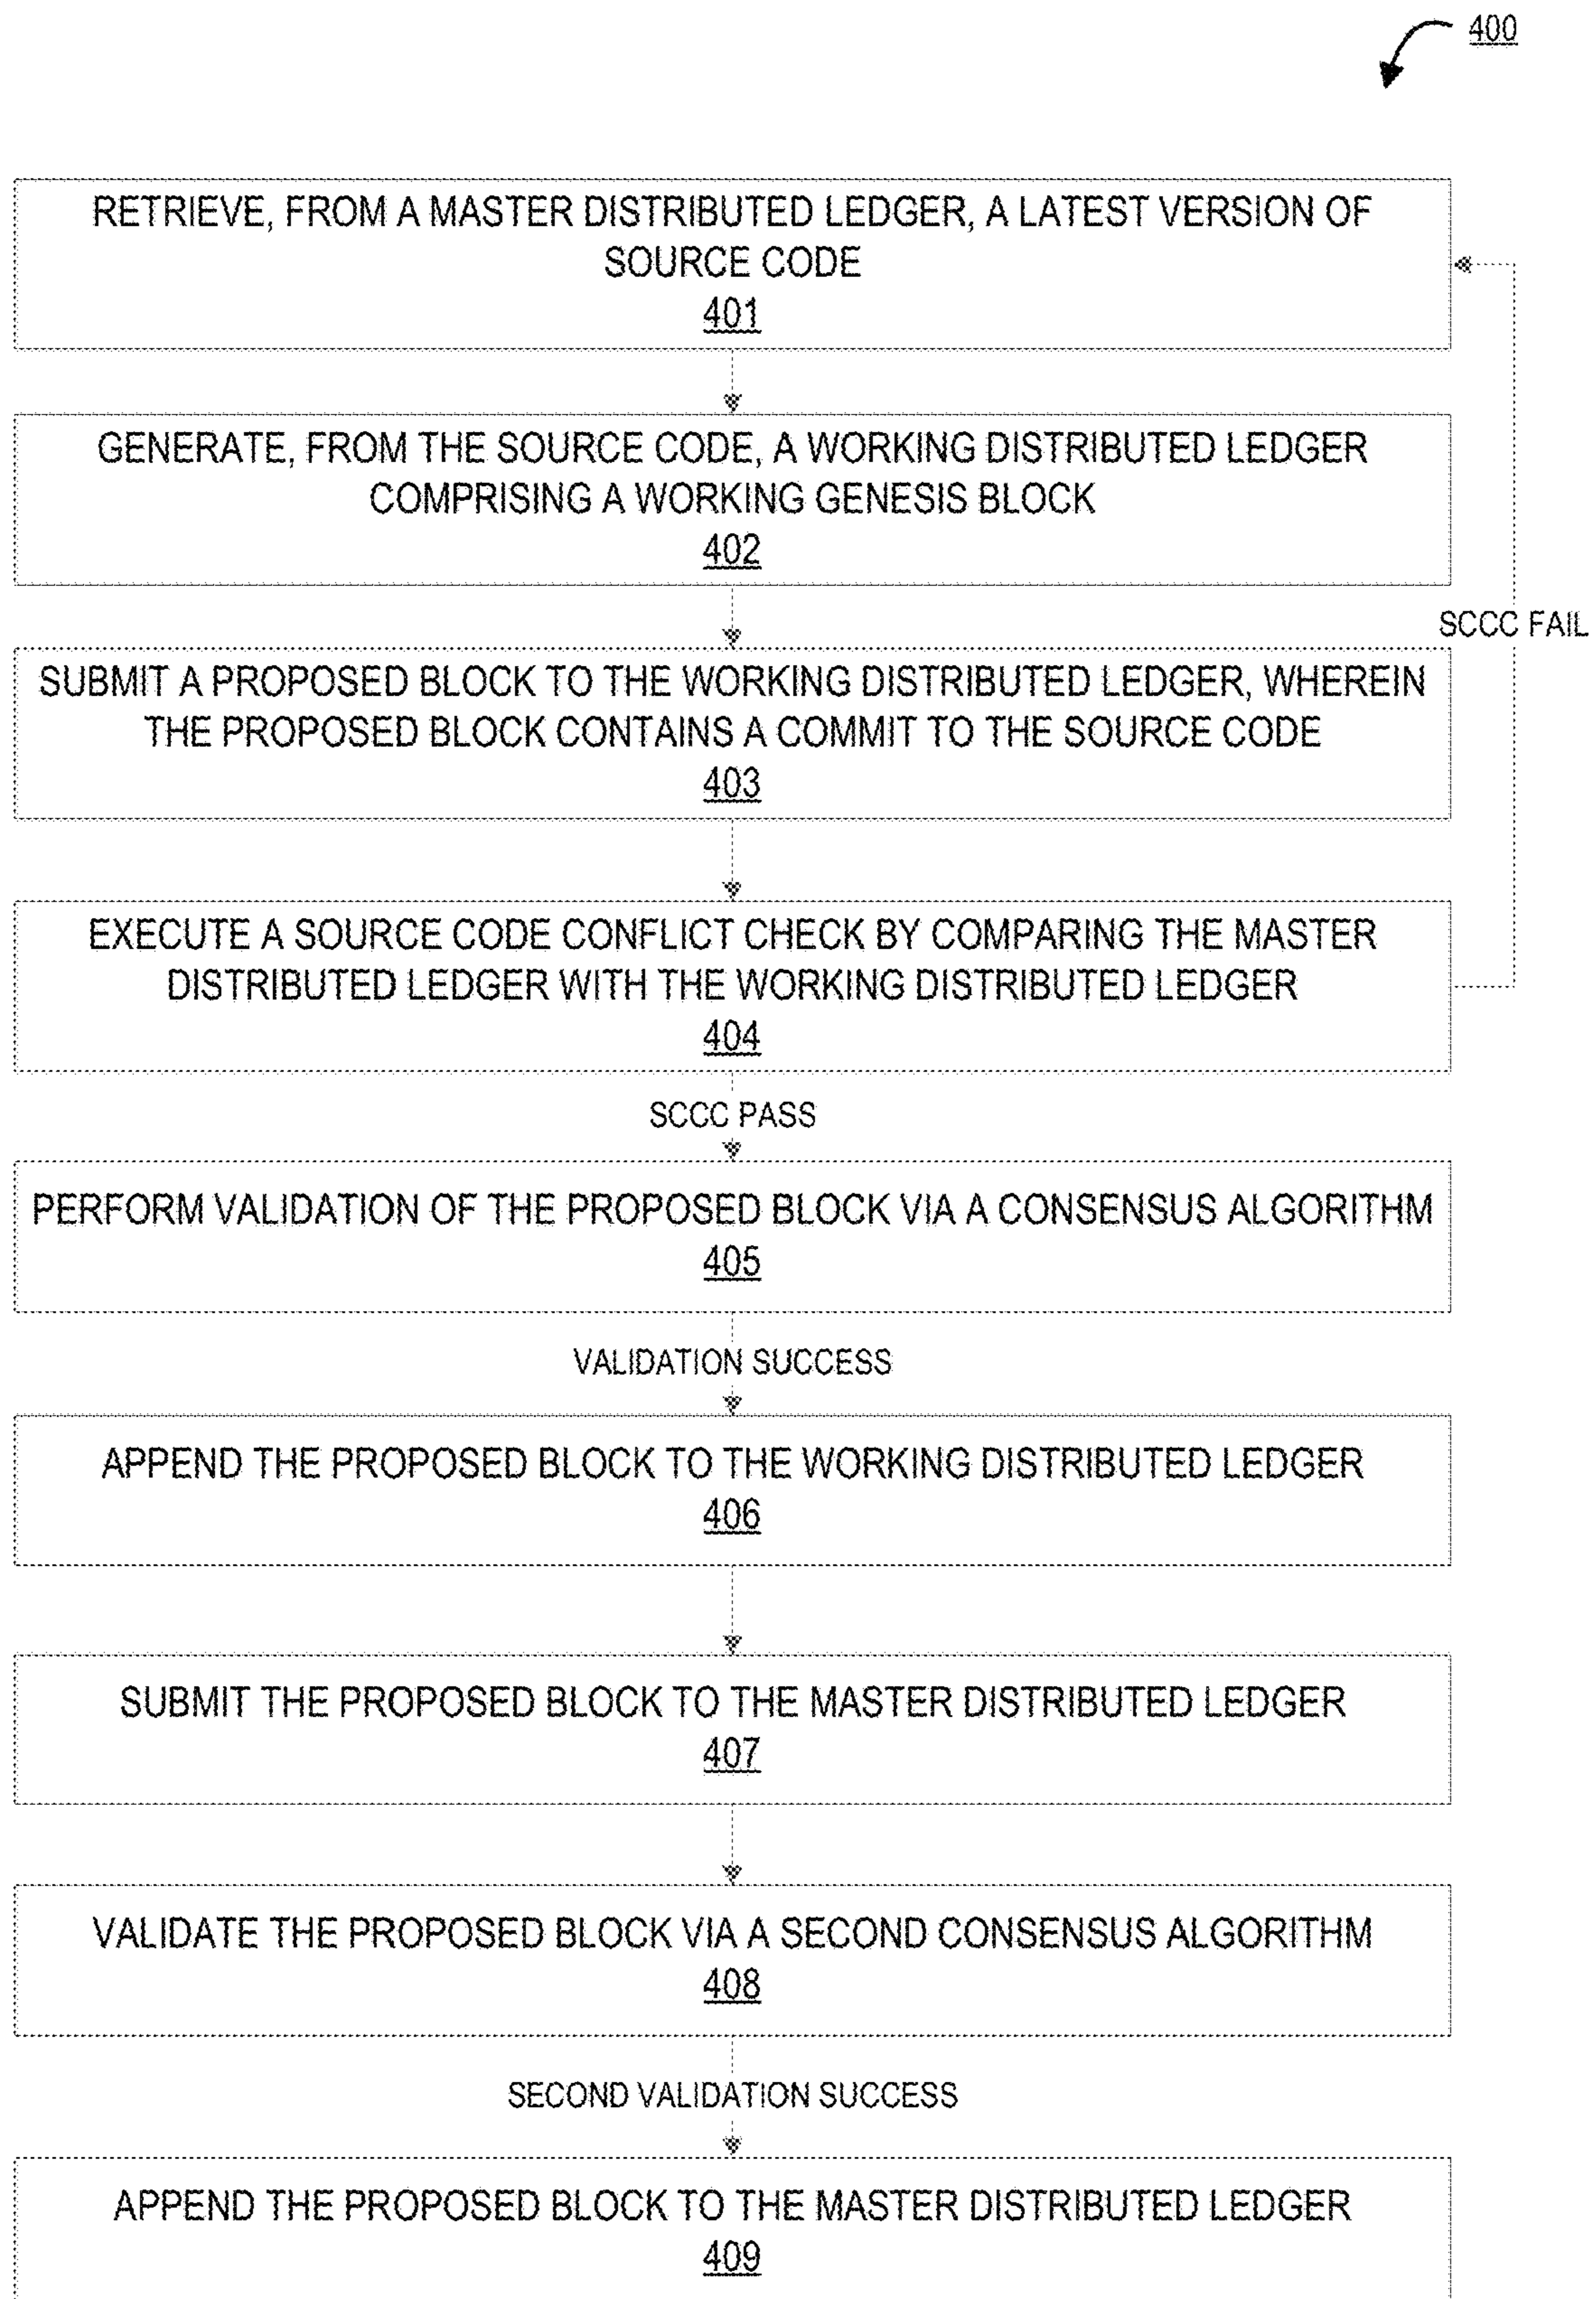 400
RETRIEVE, FROM A MASTER DISTRIBUTED LEDGER, A LATEST VERSION OF
SOURCE CODE
401
GENERATE, FROM THE SOURCE CODE, A WORKING DISTRIBUTED LEDGER
COMPRISING A WORKING GENESIS BLOCK
402
SCCC FAIL
SUBMIT A PROPOSED BLOCK TO THE WORKING DISTRIBUTED LEDGER, WHEREIN
THE PROPOSED BLOCK CONTAINS A COMMIT TO THE SOURCE CODE
403
EXECUTE A SOURCE CODE CONFLICT CHECK BY COMPARING THE MASTER
DISTRIBUTED LEDGER WITH THE WORKING DISTRIBUTED LEDGER
404
SCCC PASS
PERFORM VALIDATION OF THE PROPOSED BLOCK VIA A CONSENSUS ALGORITHM
405
VALIDATION SUCCESS
APPEND THE PROPOSED BLOCK TO THE WORKING DISTRIBUTED LEDGER
406
SUBMIT THE PROPOSED BLOCK TO THE MASTER DISTRIBUTED LEDGER
407
VALIDATE THE PROPOSED BLOCK VIA A SECOND CONSENSUS ALGORITHM
408
SECOND VALIDATION SUCCESS
APPEND THE PROPOSED BLOCK TO THE MASTER DISTRIBUTED LEDGER
409